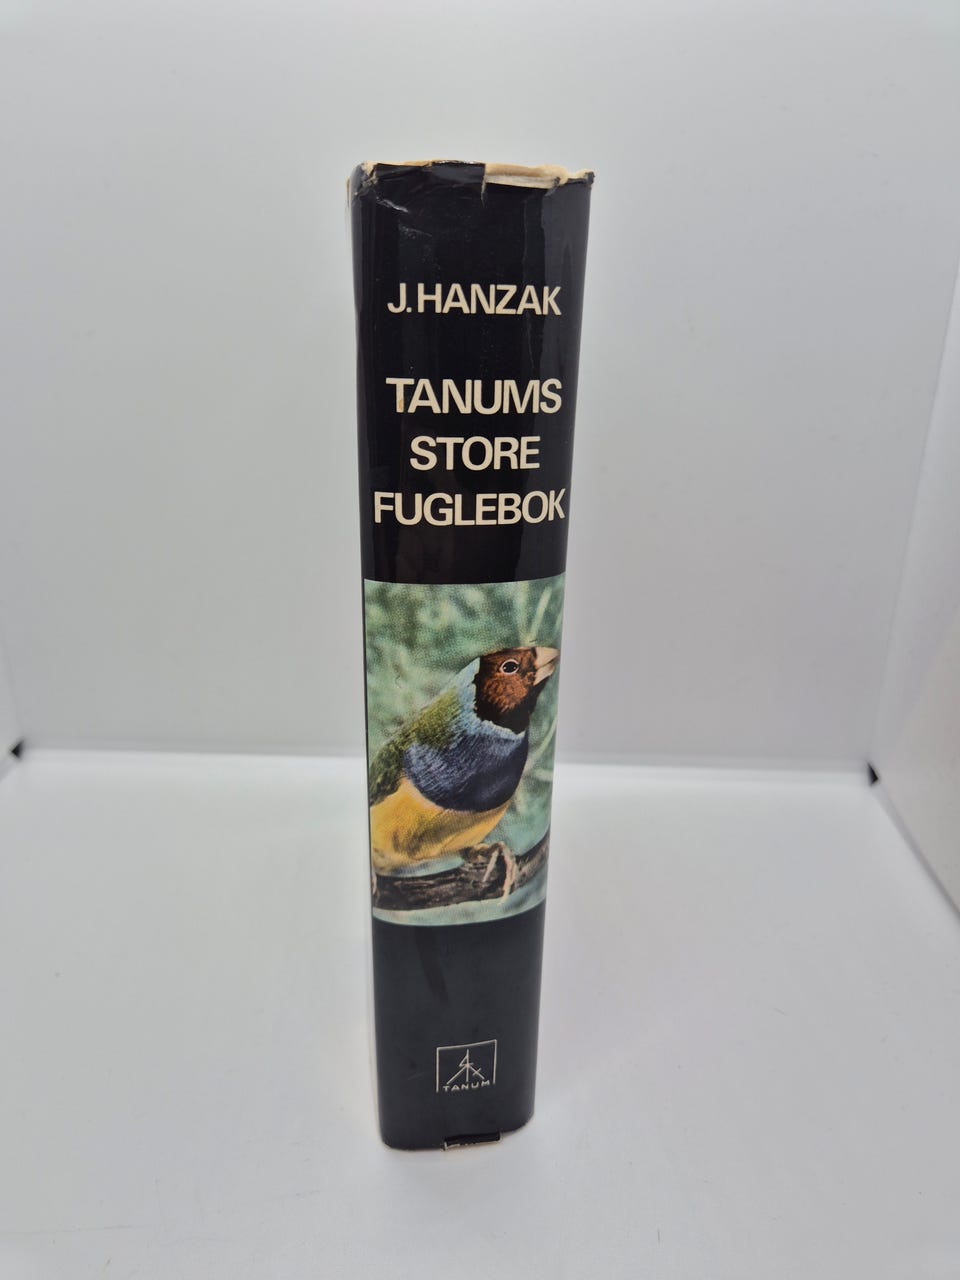 J. HANZAK
TANUMS
STORE
FUGLEBOK
TANUM